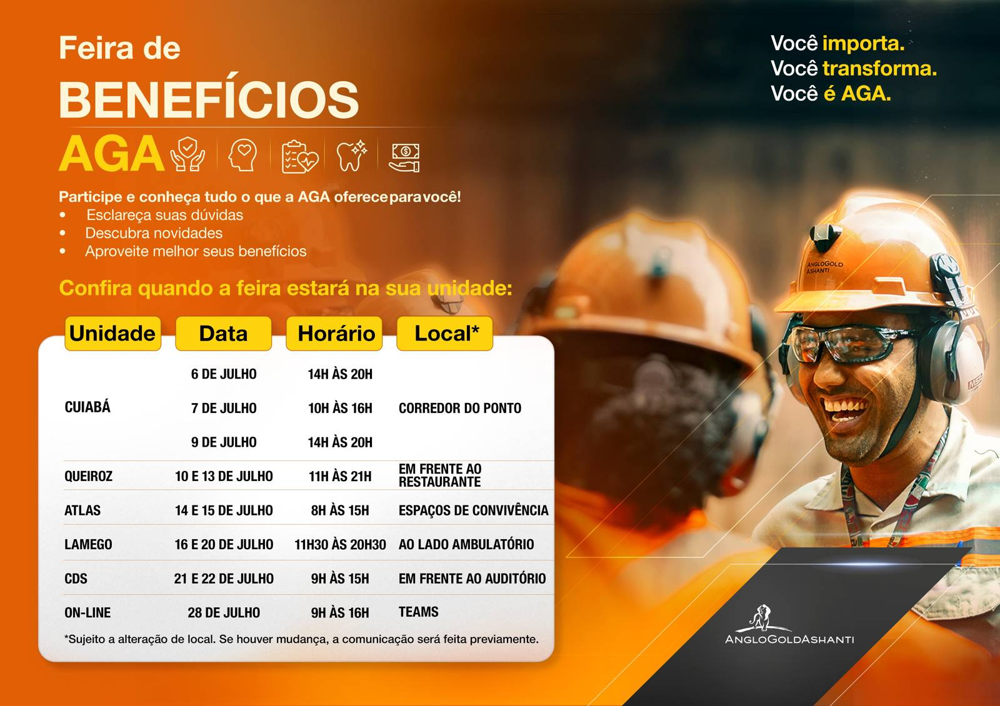 Feira de
BENEFÍCIOS
AGA
Você importa.
Você transforma.
Você é AGA.
Participe e conheça tudo o que a AGA oferece para você!
• Esclareça suas dúvidas
• Descubra novidades
• Aproveite melhor seus benefícios
Confira quando a feira estará na sua unidade:
Unidade Data Horário Local*
6 DE JULHO 14H ÀS 20H
CUIABÁ 7 DE JULHO 10H ÀS 16H CORREDOR DO PONTO
9 DE JULHO 14H ÀS 20H
QUEIROZ 10 E 13 DE JULHO 11H ÀS 21H EM FRENTE AO
RESTAURANTE
ATLAS 14 E 15 DE JULHO 8H ÀS 15H ESPAÇOS DE CONVIVÊNCIA
LAMEGO 16 E 20 DE JULHO 11H30 ÀS 20H30 AO LADO AMBULATÓRIO
CDS 21 E 22 DE JULHO 9H ÀS 15H EM FRENTE AO AUDITÓRIO
ON-LINE 28 DE JULHO 9H ÀS 16H TEAMS
*Sujeito a alteração de local. Se houver mudança, a comunicação será feita previamente.
ANGLOGOLD
ASHANTI
UVEX
MSA
ANGLOGOLDASHANTI